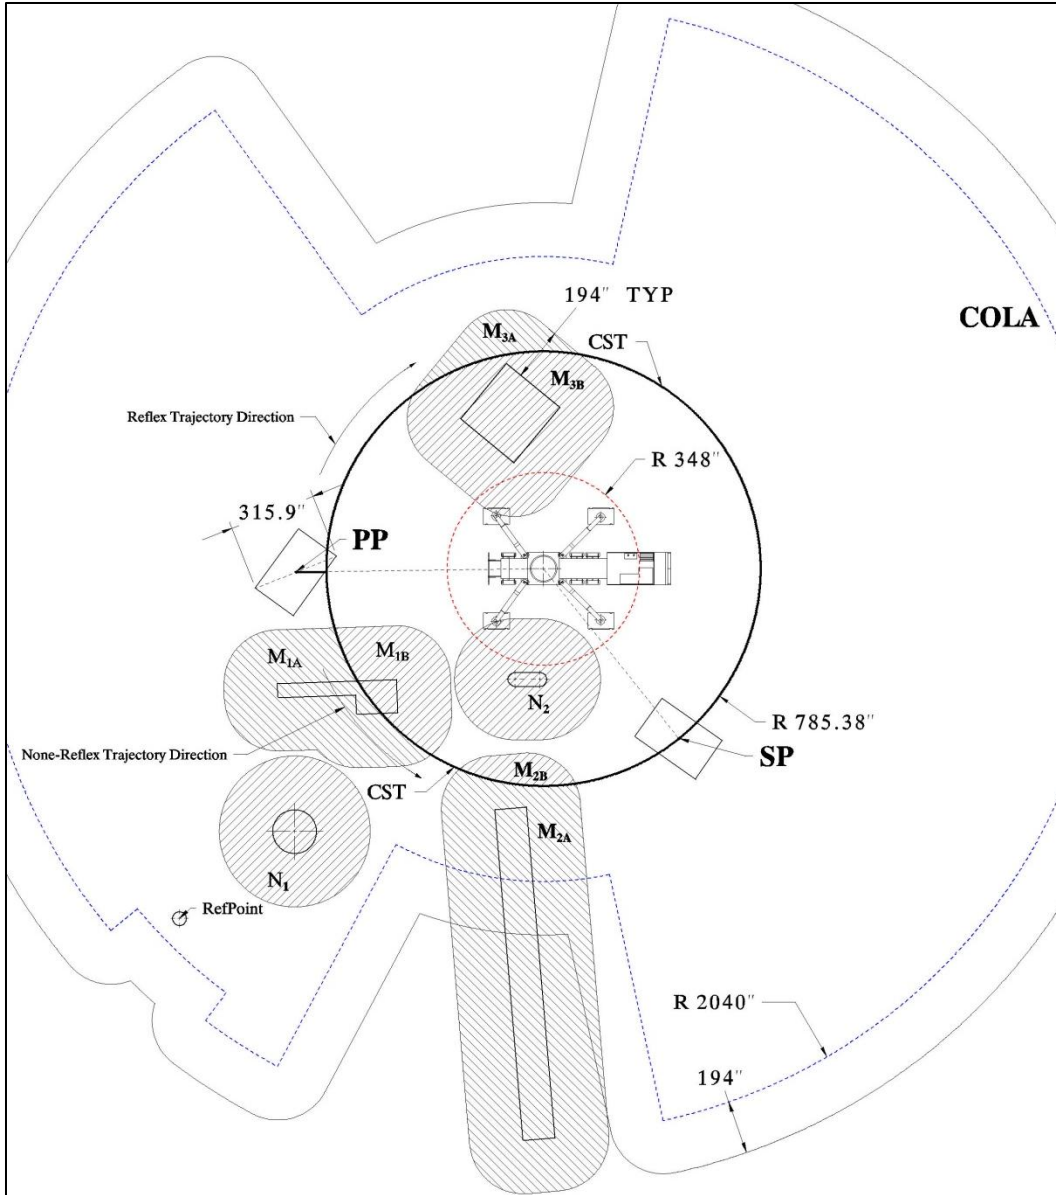 194" TYP
M3A
CST
COLA
M3B
Reflex Trajectory Direction
R 348"
315.9"
PP
M1A
M1B
N2
R 785.38"
None-Reflex Trajectory Direction
SP
CST
M2B
M2A
N1
RefPoint
R 2040"
194"